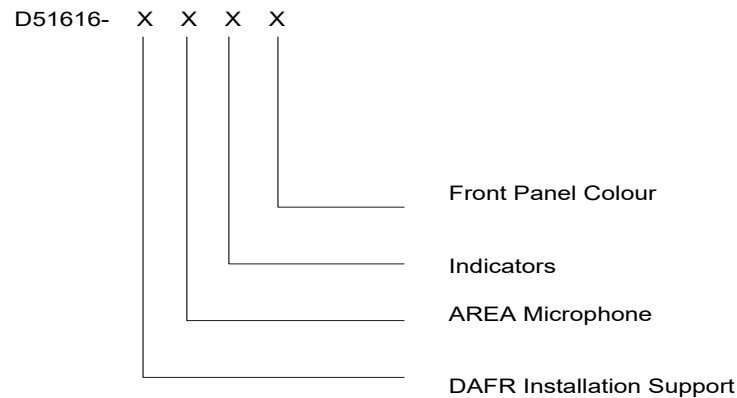 D51616- X X X X
Front Panel Colour
Indicators
AREA Microphone
DAFR Installation Support